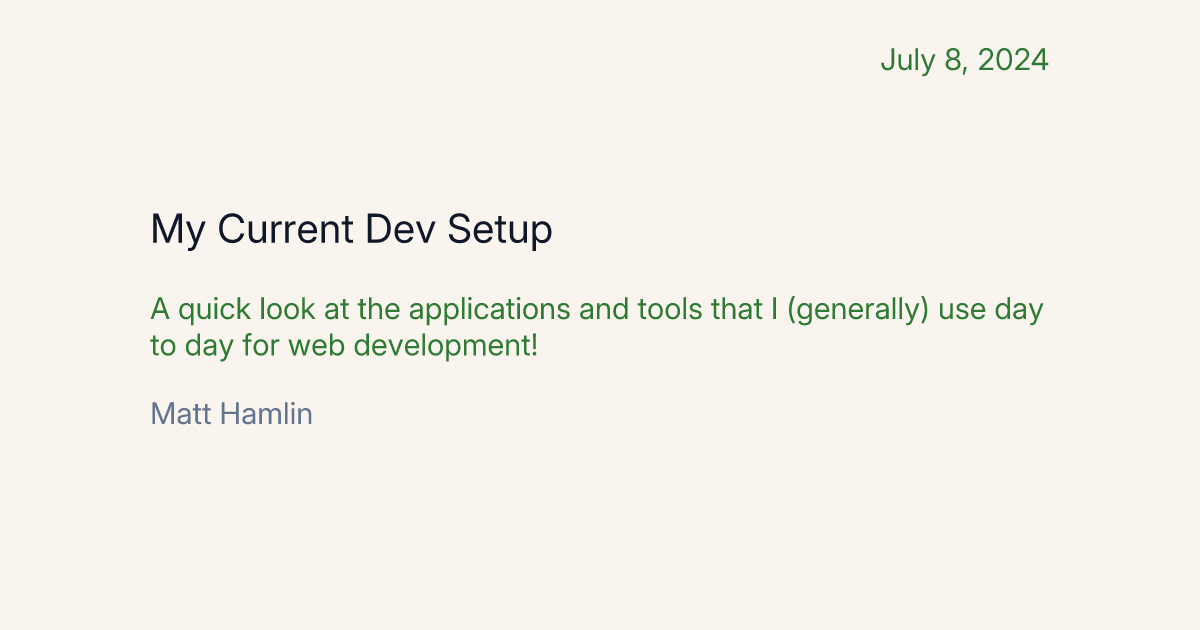 July 8, 2024
My Current Dev Setup
A quick look at the applications and tools that I (generally) use day
to day for web development!
Matt Hamlin